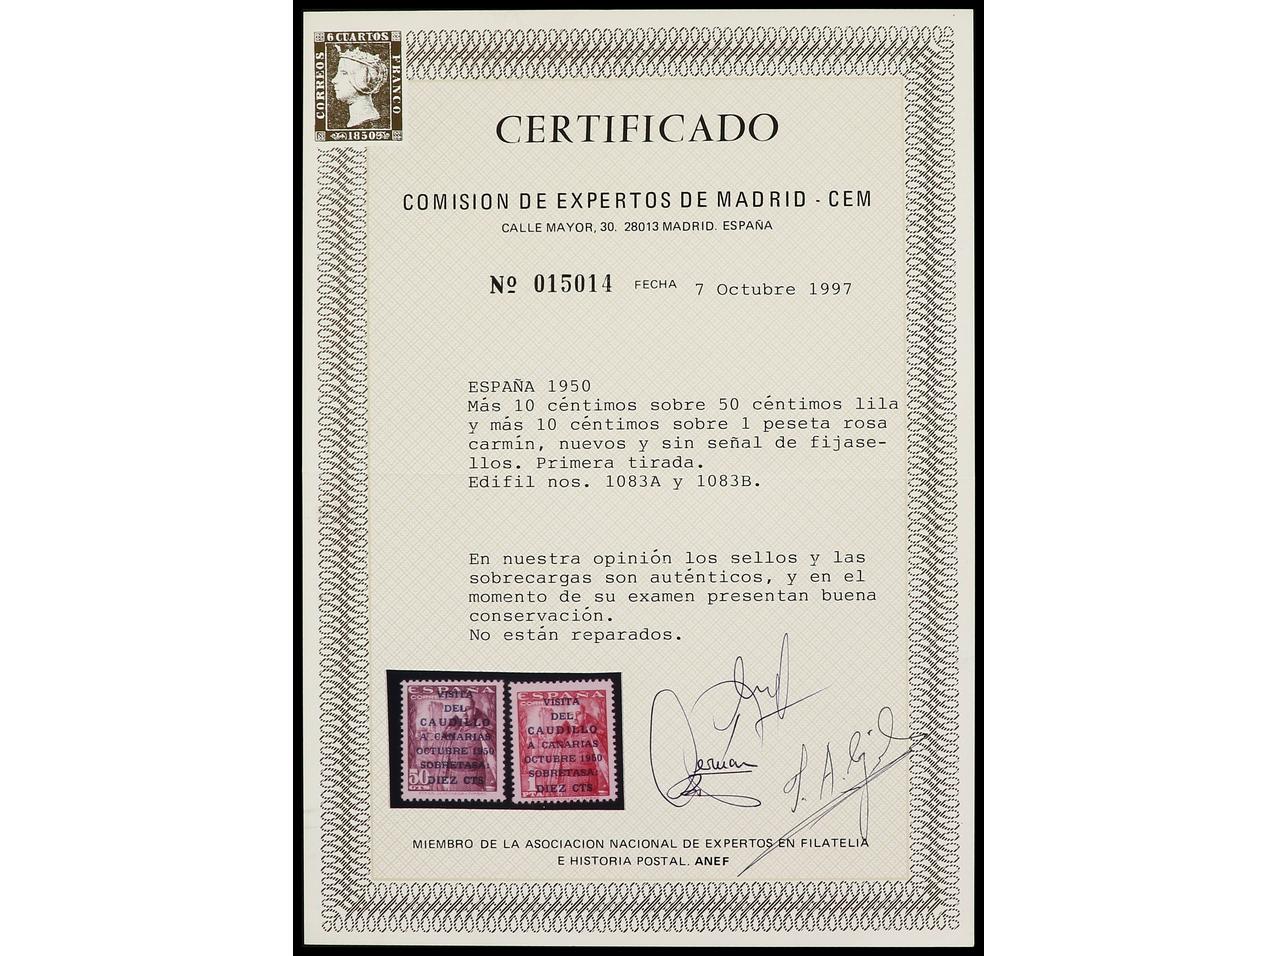 6 CUARTOS
CORREOS
FRANCO
1850
CERTIFICADO
COMISION DE EXPERTOS DE MADRID - CEM
CALLE MAYOR, 30. 28013 MADRID. ESPAÑA
Nº 015014 FECHA 7 Octubre 1997
ESPAÑA 1950
Más 10 céntimos sobre 50 céntimos lila
y más 10 céntimos sobre 1 peseta rosa
carmín, nuevos y sin señal de fijase-
llos. Primera tirada.
Edifil nos. 1083A y 1083B.
En nuestra opinión los sellos y las
sobrecargas son auténticos, y en el
momento de su examen presentan buena
conservación.
No están reparados.
ESPAÑA
VISITA
DEL
CAUDILLO
A CANARIAS
OCTUBRE 1950
SOBRETASA:
DIEZ CTS
50
CTS
ESPAÑA
VISITA
DEL
CAUDILLO
A CANARIAS
OCTUBRE 1950
SOBRETASA:
DIEZ CTS
1
PTA
MIEMBRO DE LA ASOCIACION NACIONAL DE EXPERTOS EN FILATELIA
E HISTORIA POSTAL. ANEF